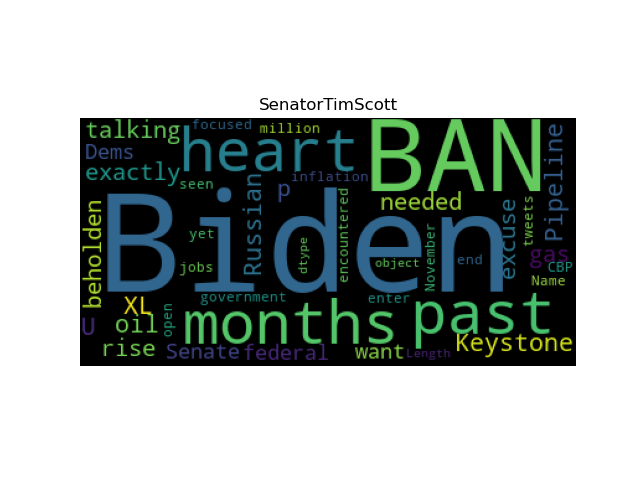 SenatorTimScott
talking
focused
million
BAN
heart
Dems
exactly
seen
inflation
p
needed
Pipeline
Biden
Russian
encountered
excuse
tweets
beholden
yet
dtype
November
gas
jobs
object
end
CBP
Name
XL
government
enter
months
past
U
oil
open
Keystone
rise
Senate
federal
want
Length